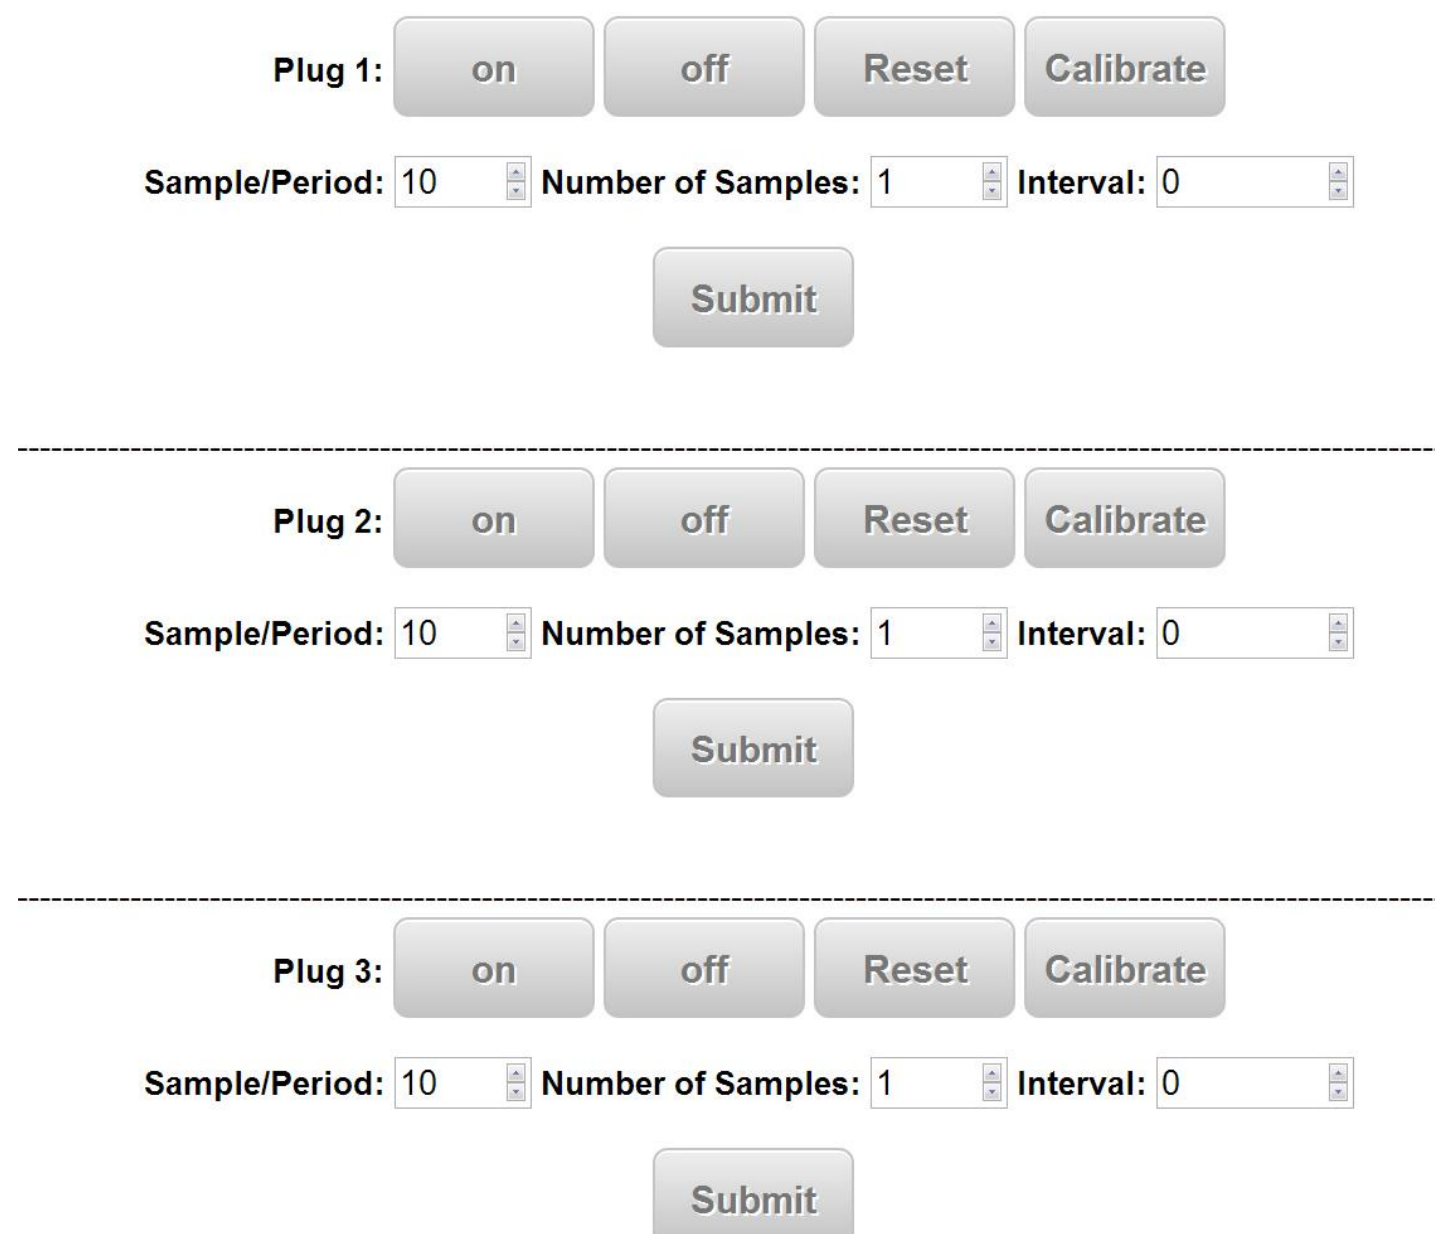 Plug 1: on off Reset Calibrate
Sample/Period: 10 Number of Samples: 1 Interval: 0
Submit
Plug 2: on off Reset Calibrate
Sample/Period: 10 Number of Samples: 1 Interval: 0
Submit
Plug 3: on off Reset Calibrate
Sample/Period: 10 Number of Samples: 1 Interval: 0
Submit